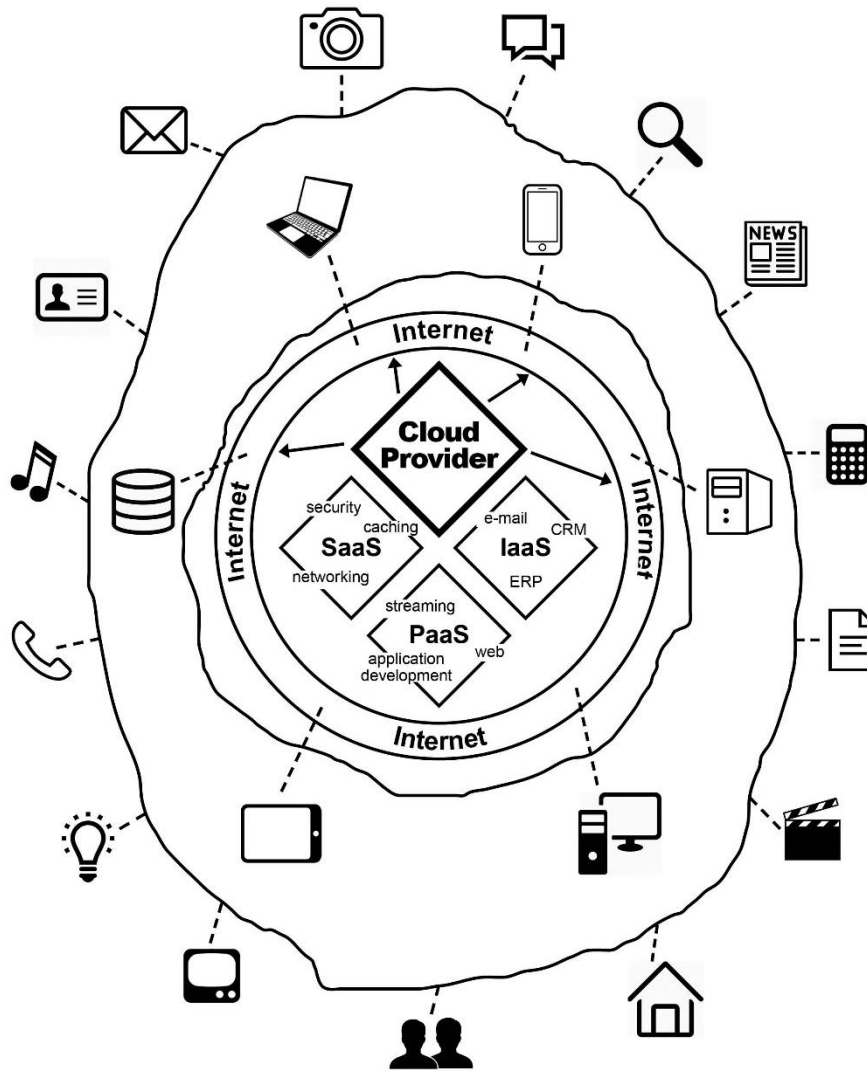 NEWS
Internet
Cloud
Provider
Internet
Internet
security
caching
SaaS
networking
e-mail
CRM
IaaS
ERP
streaming
PaaS
web
application
development
Internet